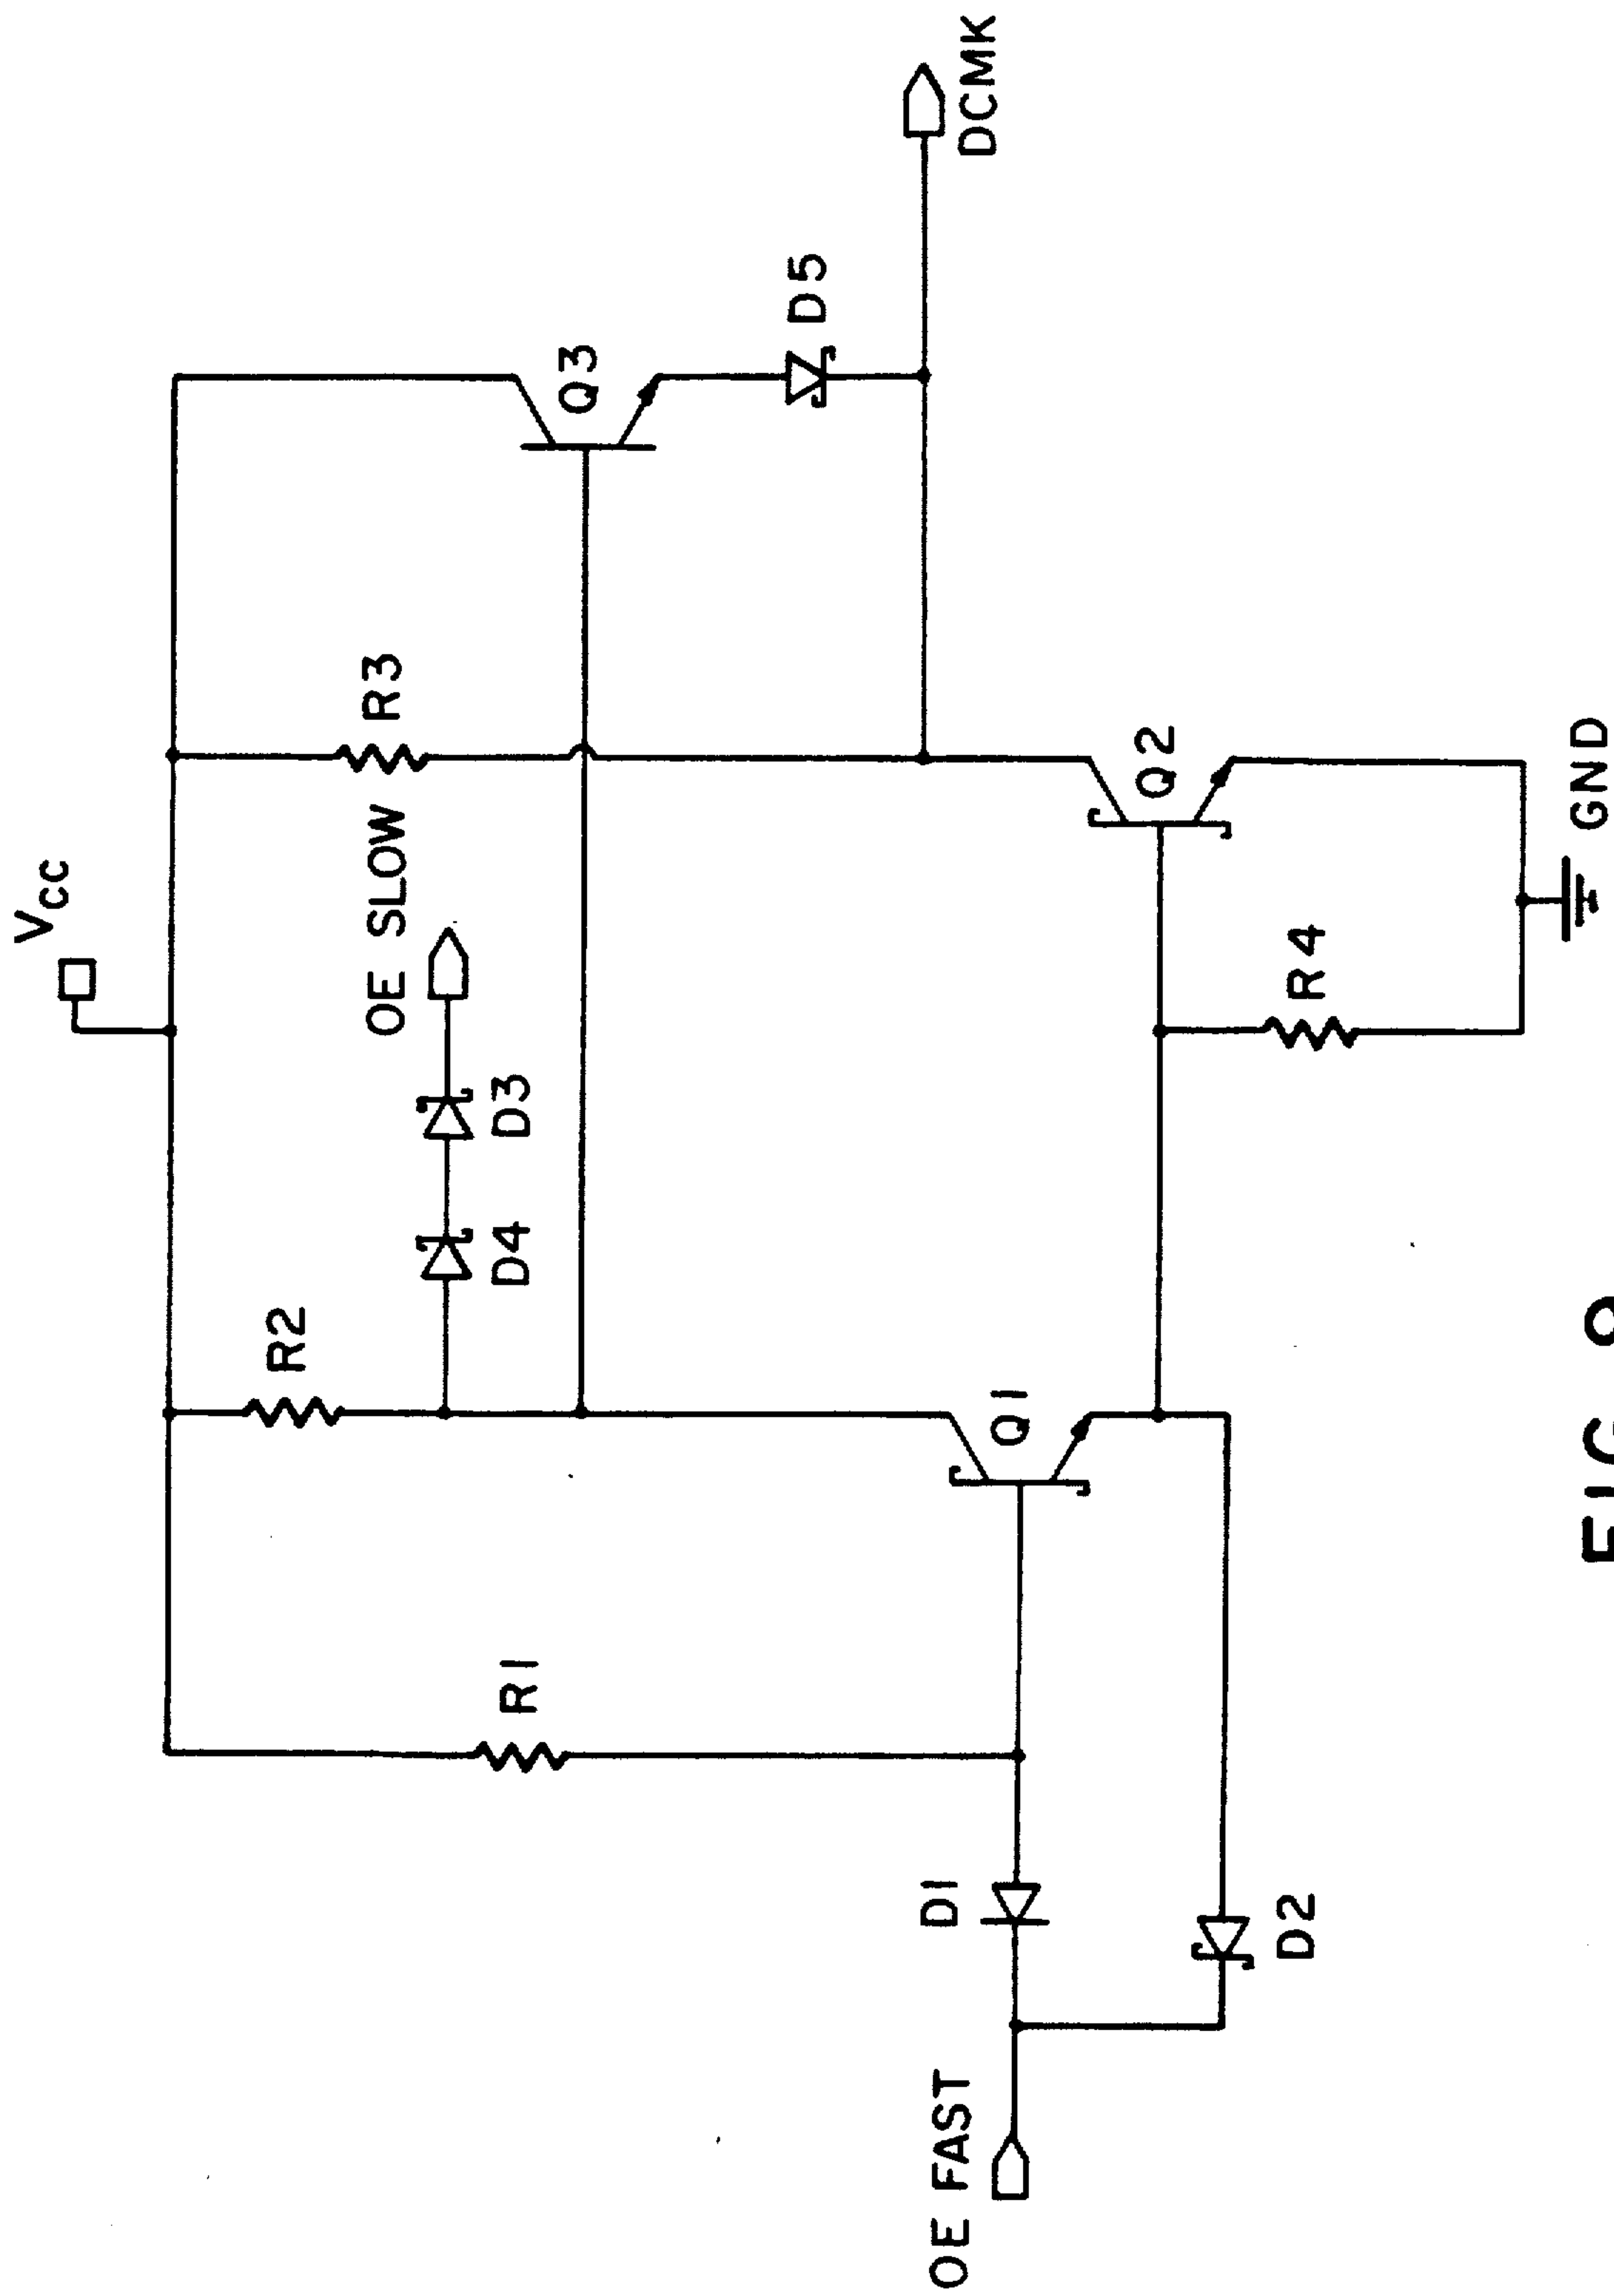 VCC
R2
R3
OE SLOW
D4
D3
Q3
D5
R1
DCMK
OE FAST
D1
Q1
Q2
D2
R4
GND